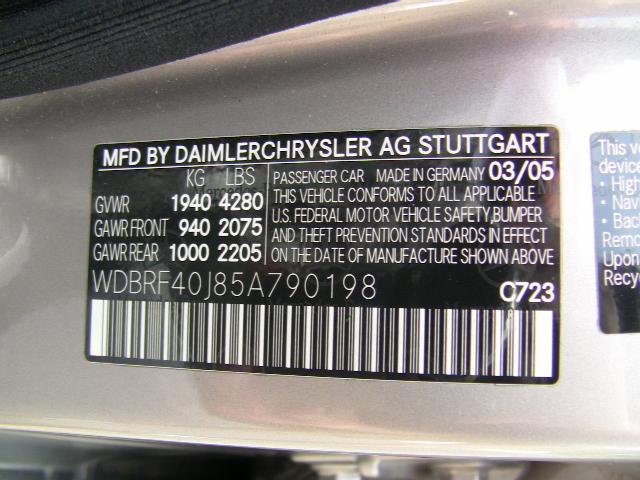 MFD BY DAIMLERCHRYSLER AG STUTTGART
KG LBS
GVWR 1940 4280
GAWR FRONT 940 2075
GAWR REAR 1000 2205
PASSENGER CAR MADE IN GERMANY 03/05
THIS VEHICLE CONFORMS TO ALL APPLICABLE
U.S. FEDERAL MOTOR VEHICLE SAFETY,BUMPER
AND THEFT PREVENTION STANDARDS IN EFFECT
ON THE DATE OF MANUFACTURE SHOWN ABOVE
WDBRF40J85A790198
C723
This ve
device
• High
• Navi
• Bac
Remo
Upon
Recyc